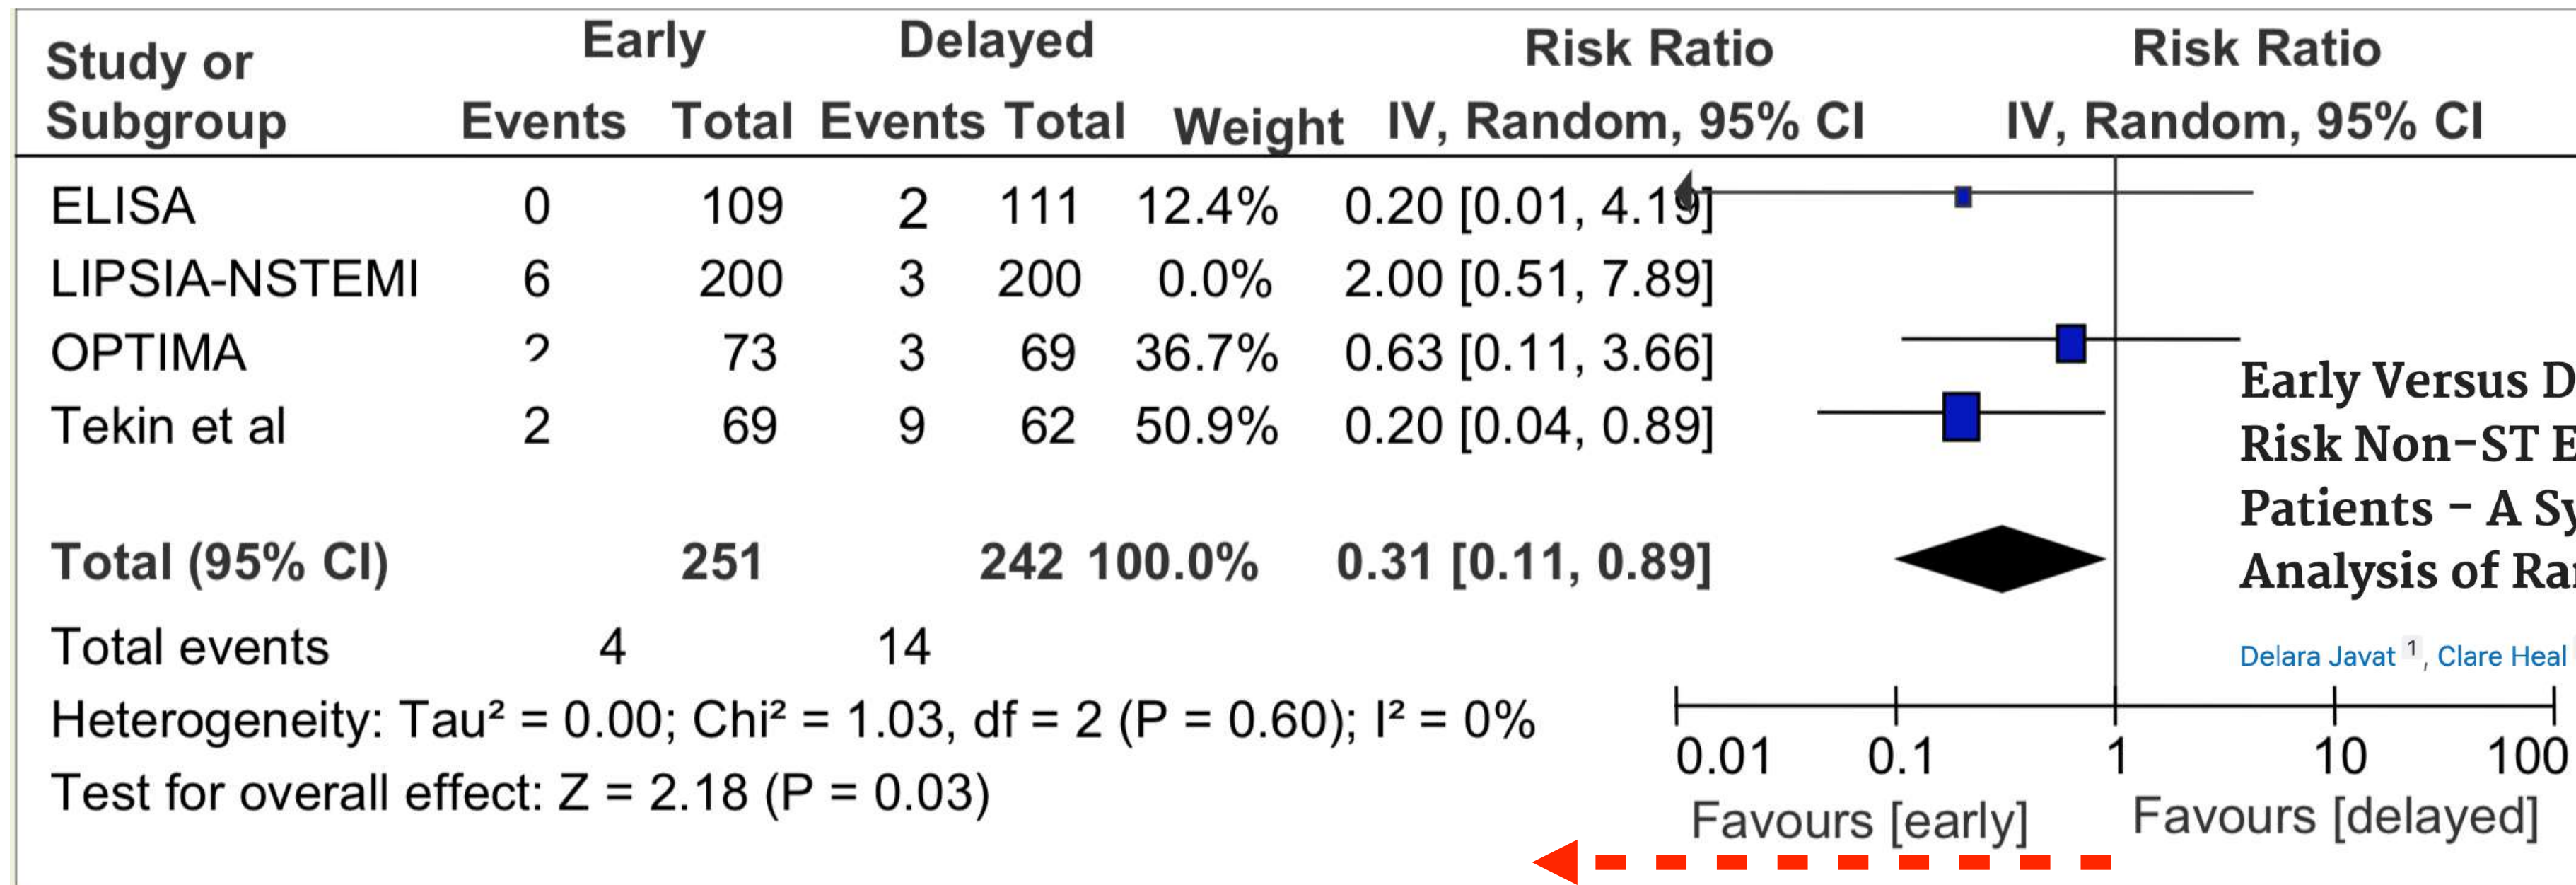 Early Delayed Risk Ratio Risk Ratio
Study or
Subgroup Events Total Events Total Weight IV, Random, 95% CI IV, Random, 95% CI
ELISA 0 109 2 111 12.4% 0.20 [0.01, 4.19]
LIPSIA-NSTEMI 6 200 3 200 0.0% 2.00 [0.51, 7.89]
OPTIMA 2 73 3 69 36.7% 0.63 [0.11, 3.66]
Tekin et al 2 69 9 62 50.9% 0.20 [0.04, 0.89]
Total (95% CI) 251 242 100.0% 0.31 [0.11, 0.89]
Total events 4 14
Heterogeneity: Tau² = 0.00; Chi² = 1.03, df = 2 (P = 0.60); I² = 0%
Test for overall effect: Z = 2.18 (P = 0.03)
Early Versus D
Risk Non-ST E
Patients - A Sy
Analysis of Ra
Delara Javat 1, Clare Heal
0.01 0.1 1 10 100
Favours [early] Favours [delayed]